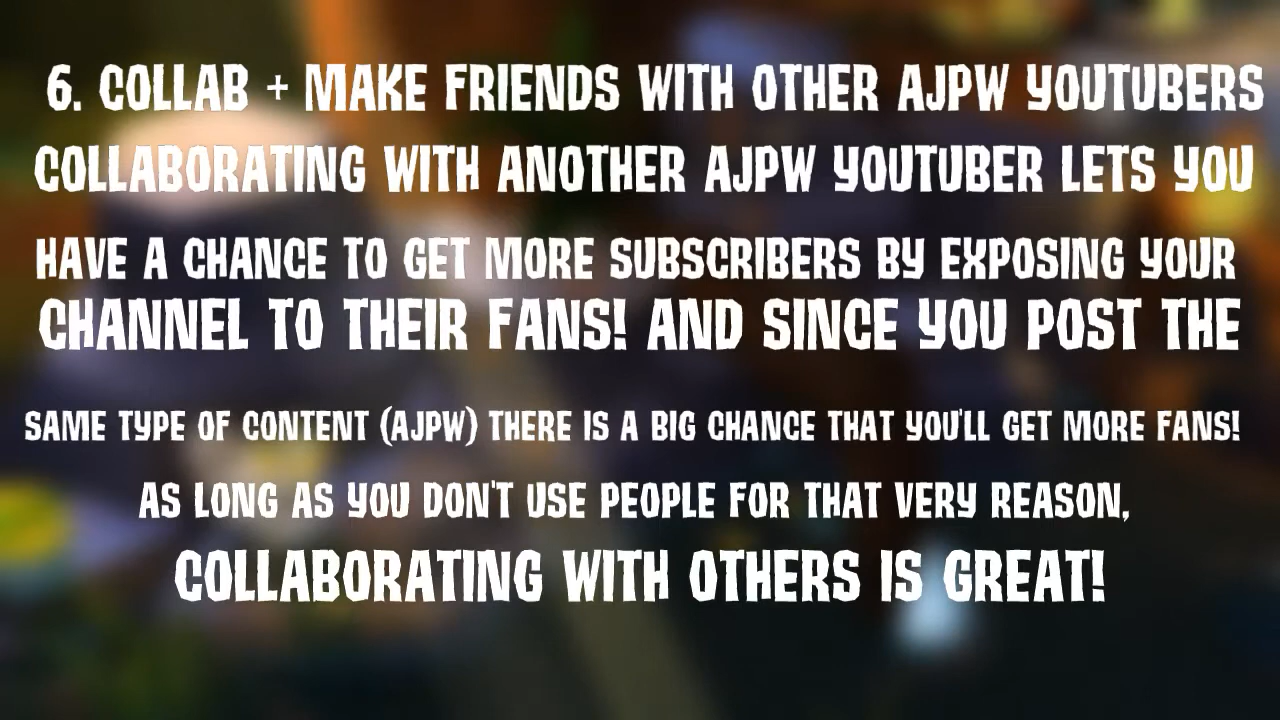 6. COLLAB + MAKE FRIENDS WITH OTHER AJPW YOUTUBERS
COLLABORATING WITH ANOTHER AJPW YOUTUBER LETS YOU
HAVE A CHANCE TO GET MORE SUBSCRIBERS BY EXPOSING YOUR
CHANNEL TO THEIR FANS! AND SINCE YOU POST THE
SAME TYPE OF CONTENT (AJPW) THERE IS A BIG CHANCE THAT YOU'LL GET MORE FANS!
AS LONG AS YOU DON'T USE PEOPLE FOR THAT VERY REASON,
COLLABORATING WITH OTHERS IS GREAT!